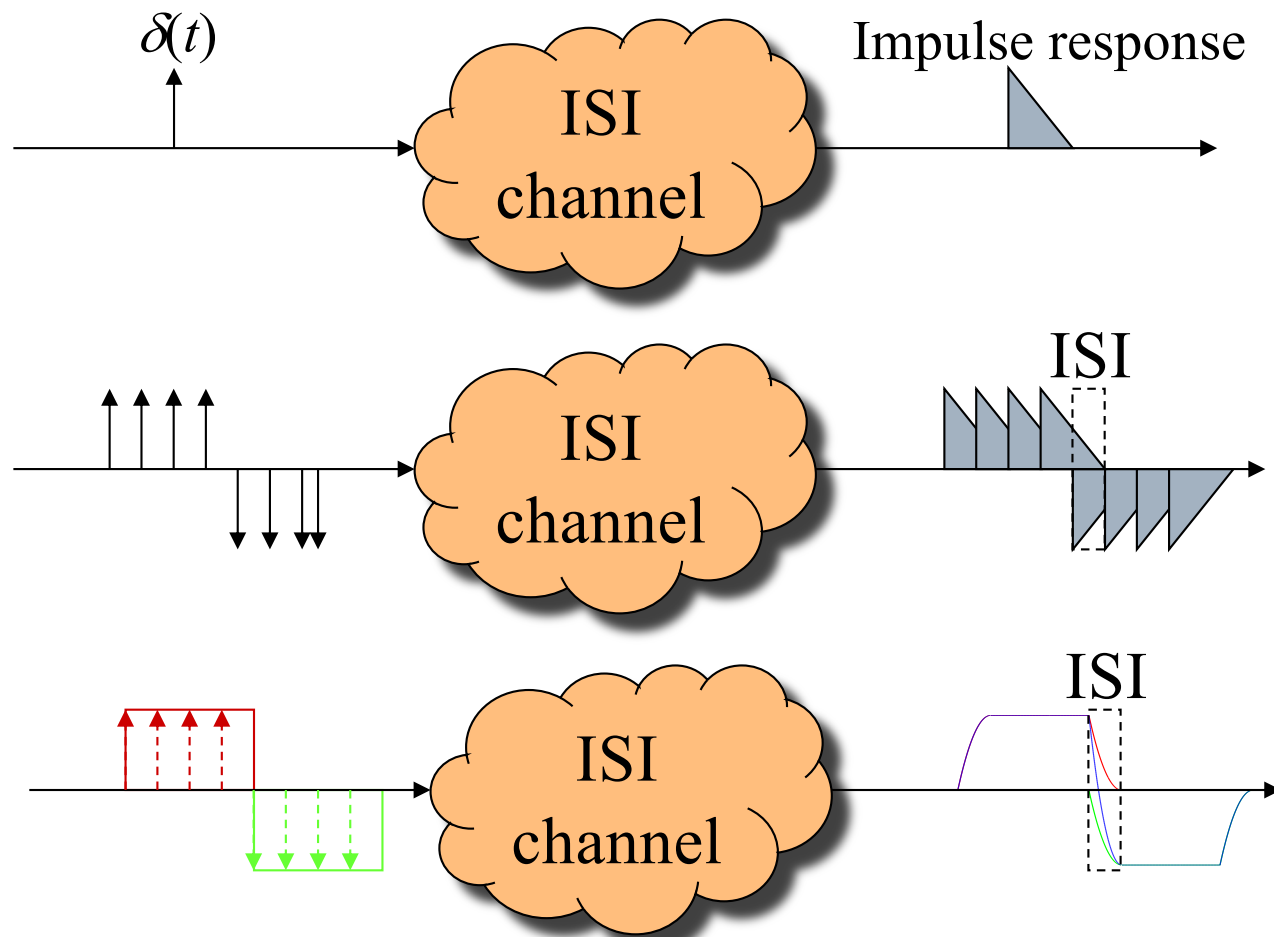 δ(t)
Impulse response
ISI
channel
ISI
ISI
channel
ISI
ISI
channel